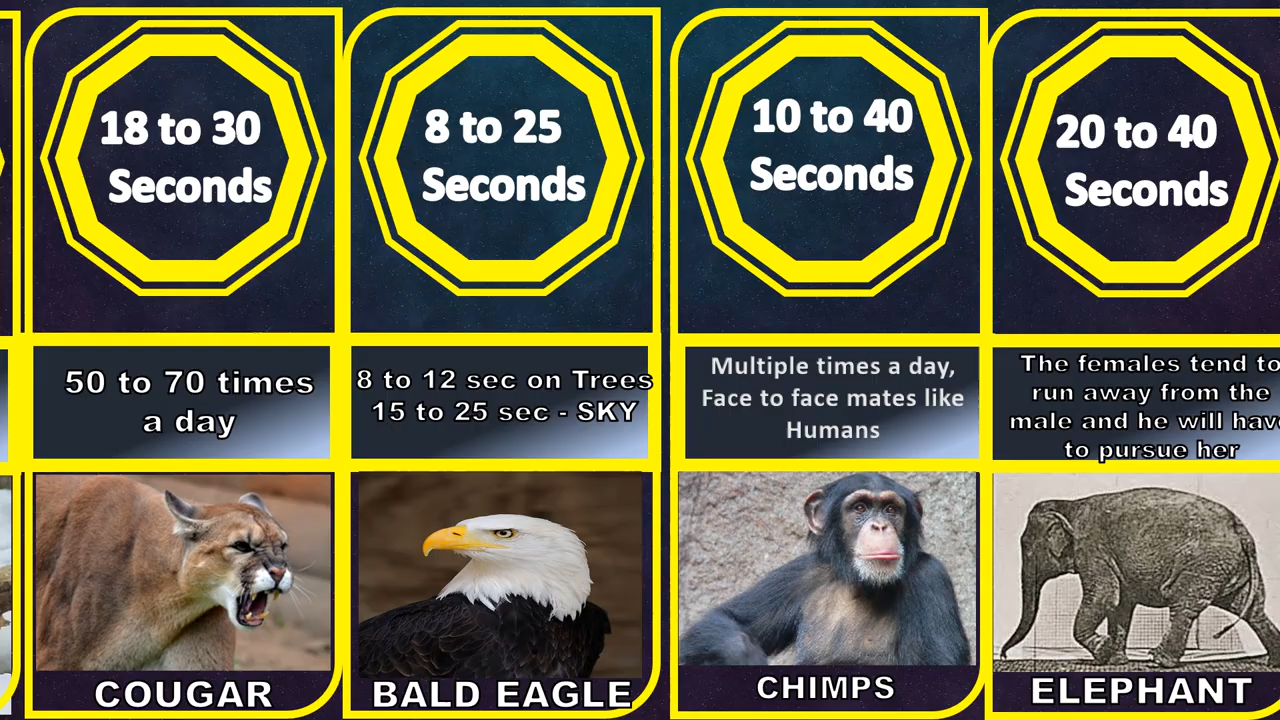 18 to 30
Seconds
50 to 70 times
a day
COUGAR
8 to 25
Seconds
8 to 12 sec on Trees
15 to 25 sec - SKY
BALD EAGLE
10 to 40
Seconds
Multiple times a day,
Face to face mates like
Humans
CHIMPS
20 to 40
Seconds
The females tend to
run away from the
male and he will have
to pursue her
ELEPHANT